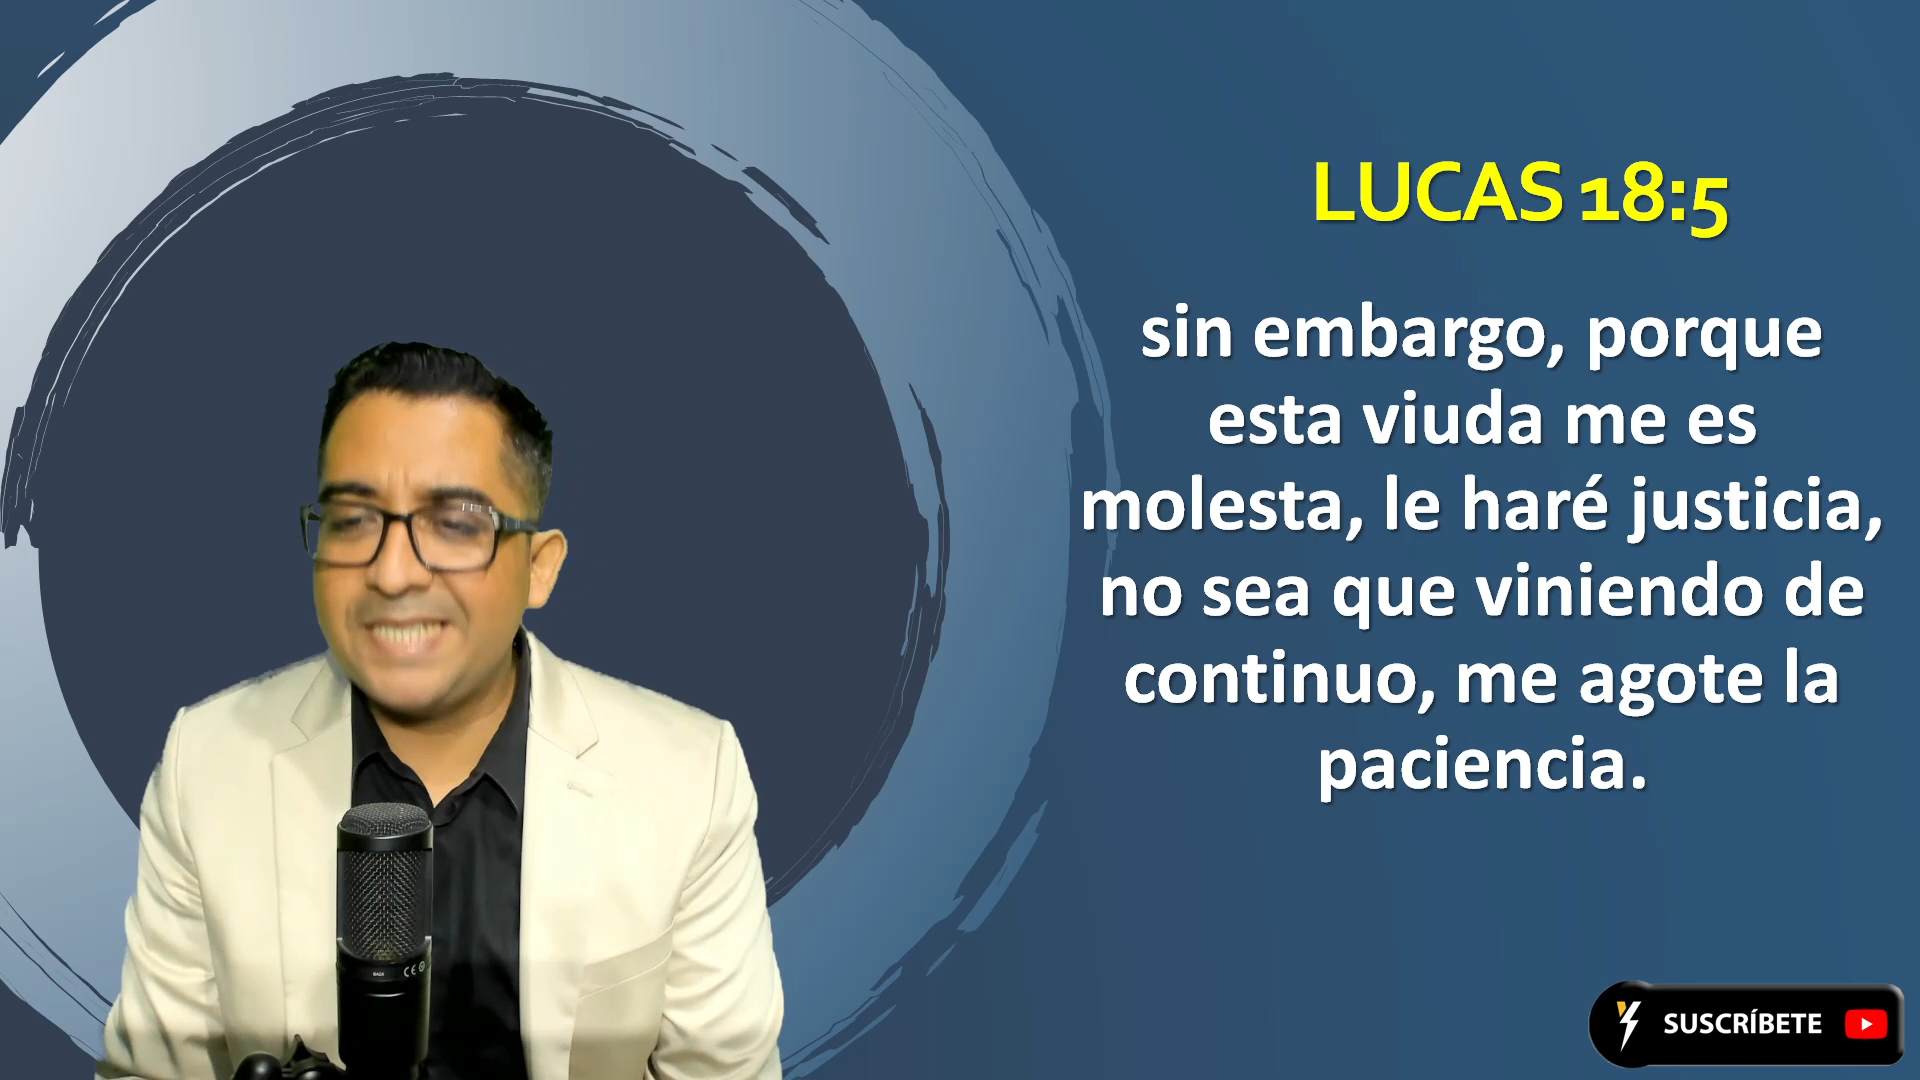 LUCAS 18:5
sin embargo, porque
esta viuda me es
molesta, le haré justicia,
no sea que viniendo de
continuo, me agote la
paciencia.
SUSCRÍBETE